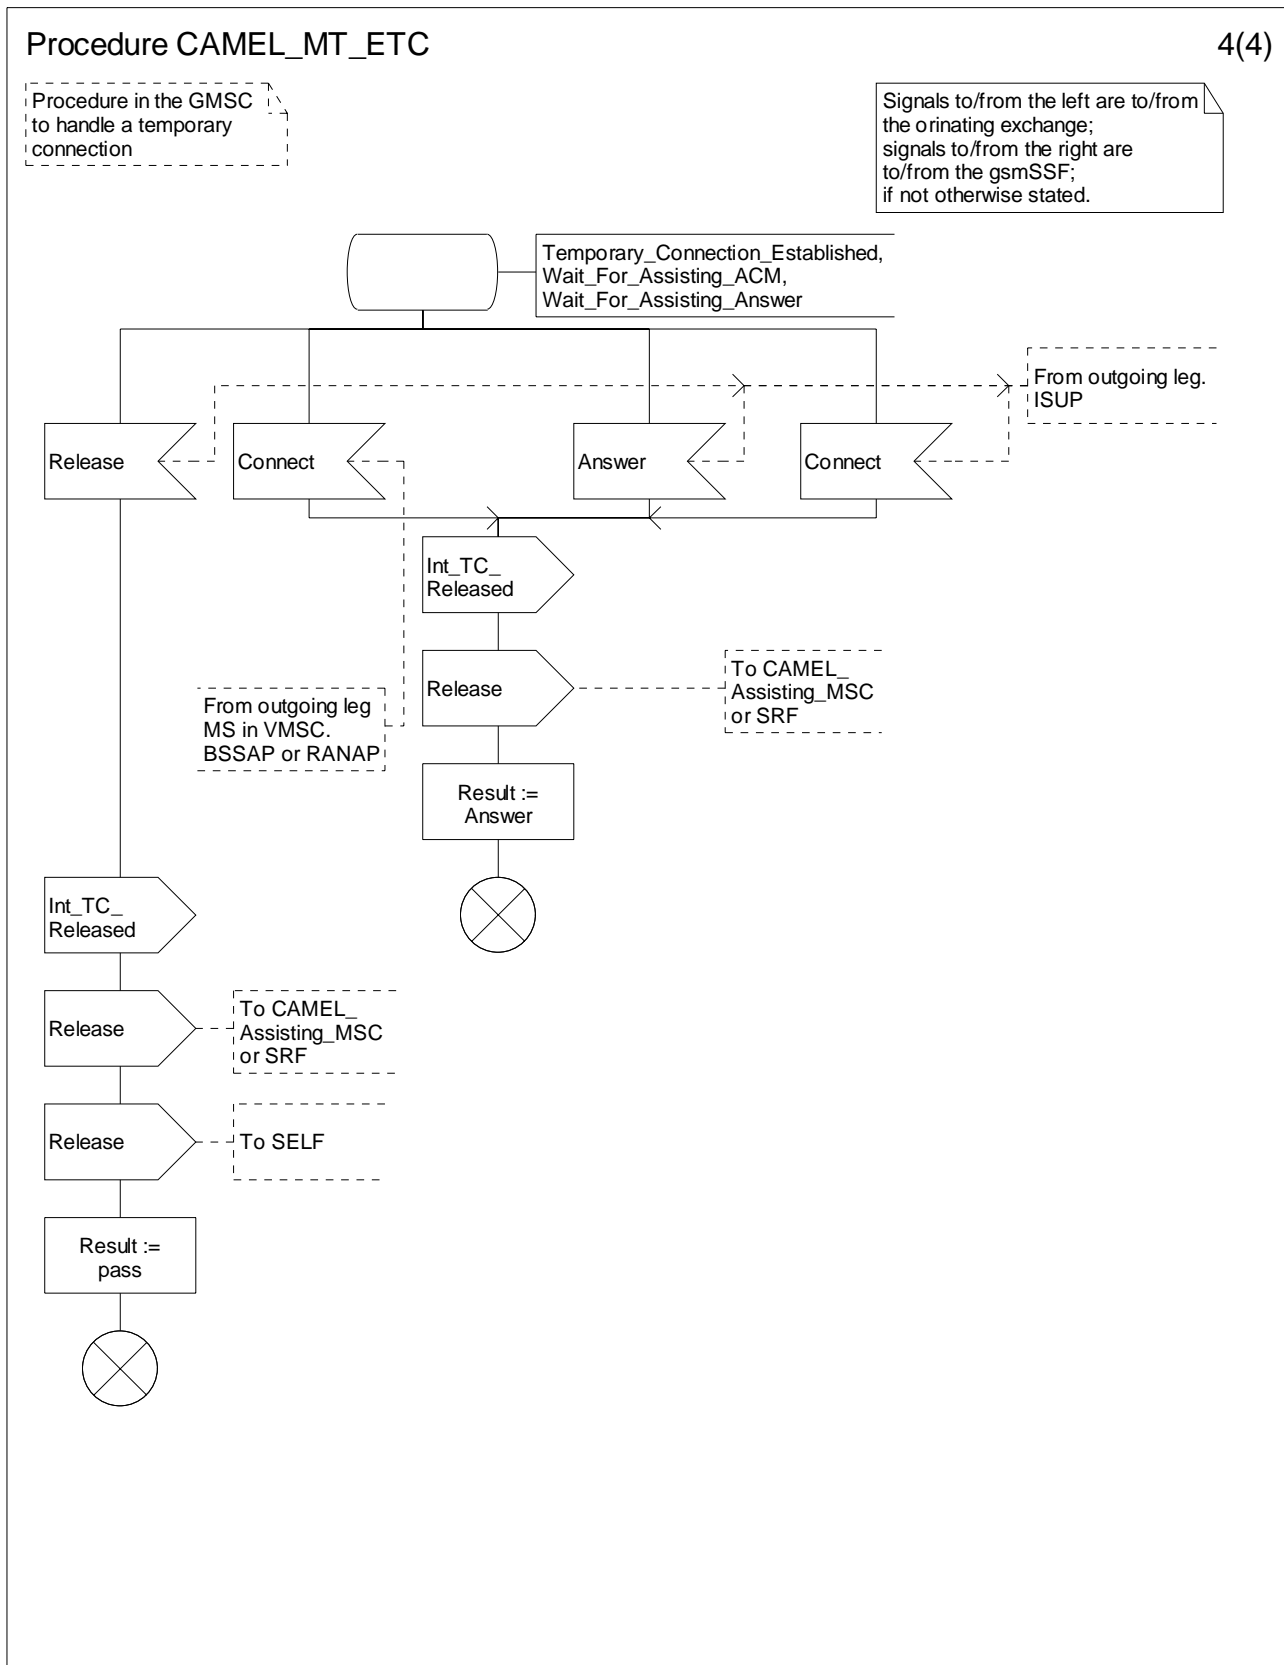 Procedure CAMEL_MT_ETC
4(4)
Procedure in the GMSC
to handle a temporary
connection
Signals to/from the left are to/from
the orinating exchange;
signals to/from the right are
to/from the gsmSSF;
if not otherwise stated.
Temporary_Connection_Established,
Wait_For_Assisting_ACM,
Wait_For_Assisting_Answer
From outgoing leg.
ISUP
Release
Connect
Answer
Connect
Int_TC_
Released
Release
To CAMEL_
Assisting_MSC
or SRF
From outgoing leg
MS in VMSC.
BSSAP or RANAP
Result :=
Answer
Int_TC_
Released
Release
To CAMEL_
Assisting_MSC
or SRF
Release
To SELF
Result :=
pass